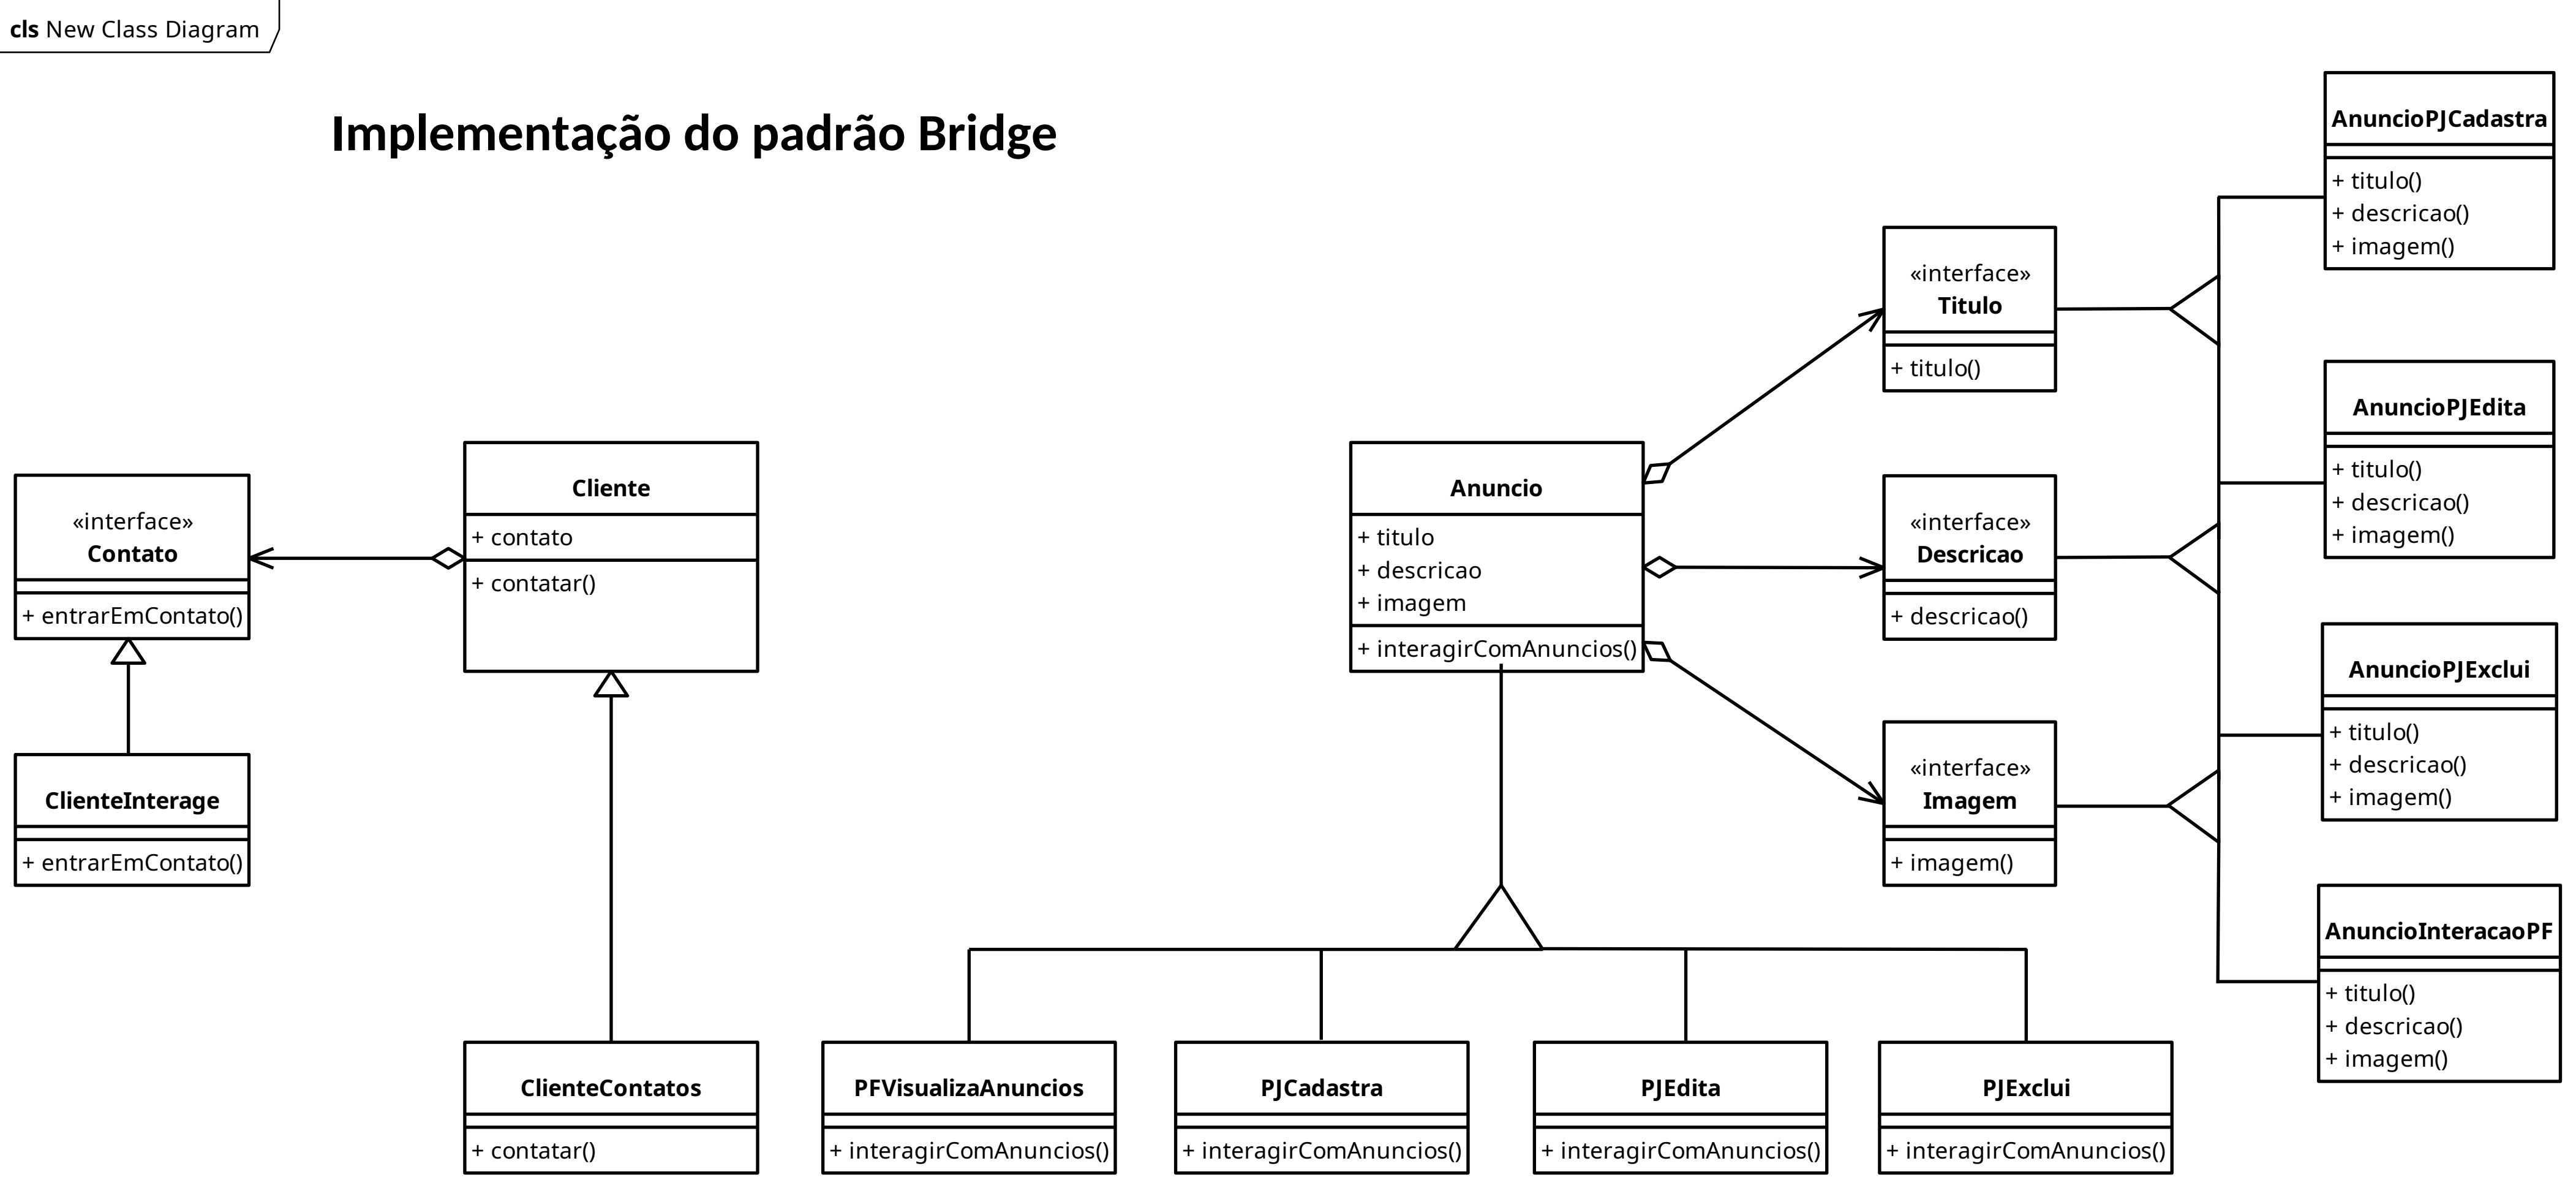 cls New Class Diagram
Implementação do padrão Bridge
«interface»
Contato
+ entrarEmContato()
ClienteInterage
+ entrarEmContato()
Cliente
+ contato
+ contatar()
ClienteContatos
+ contatar()
Anuncio
+ titulo
+ descricao
+ imagem
+ interagirComAnuncios()
PFVisualizaAnuncios
+ interagirComAnuncios()
PJCadastra
+ interagirComAnuncios()
PJEdita
+ interagirComAnuncios()
PJExclui
+ interagirComAnuncios()
«interface»
Titulo
+ titulo()
«interface»
Descricao
+ descricao()
«interface»
Imagem
+ imagem()
AnuncioPJCadastra
+ titulo()
+ descricao()
+ imagem()
AnuncioPJEdita
+ titulo()
+ descricao()
+ imagem()
AnuncioPJExclui
+ titulo()
+ descricao()
+ imagem()
AnuncioInteracaoPF
+ titulo()
+ descricao()
+ imagem()